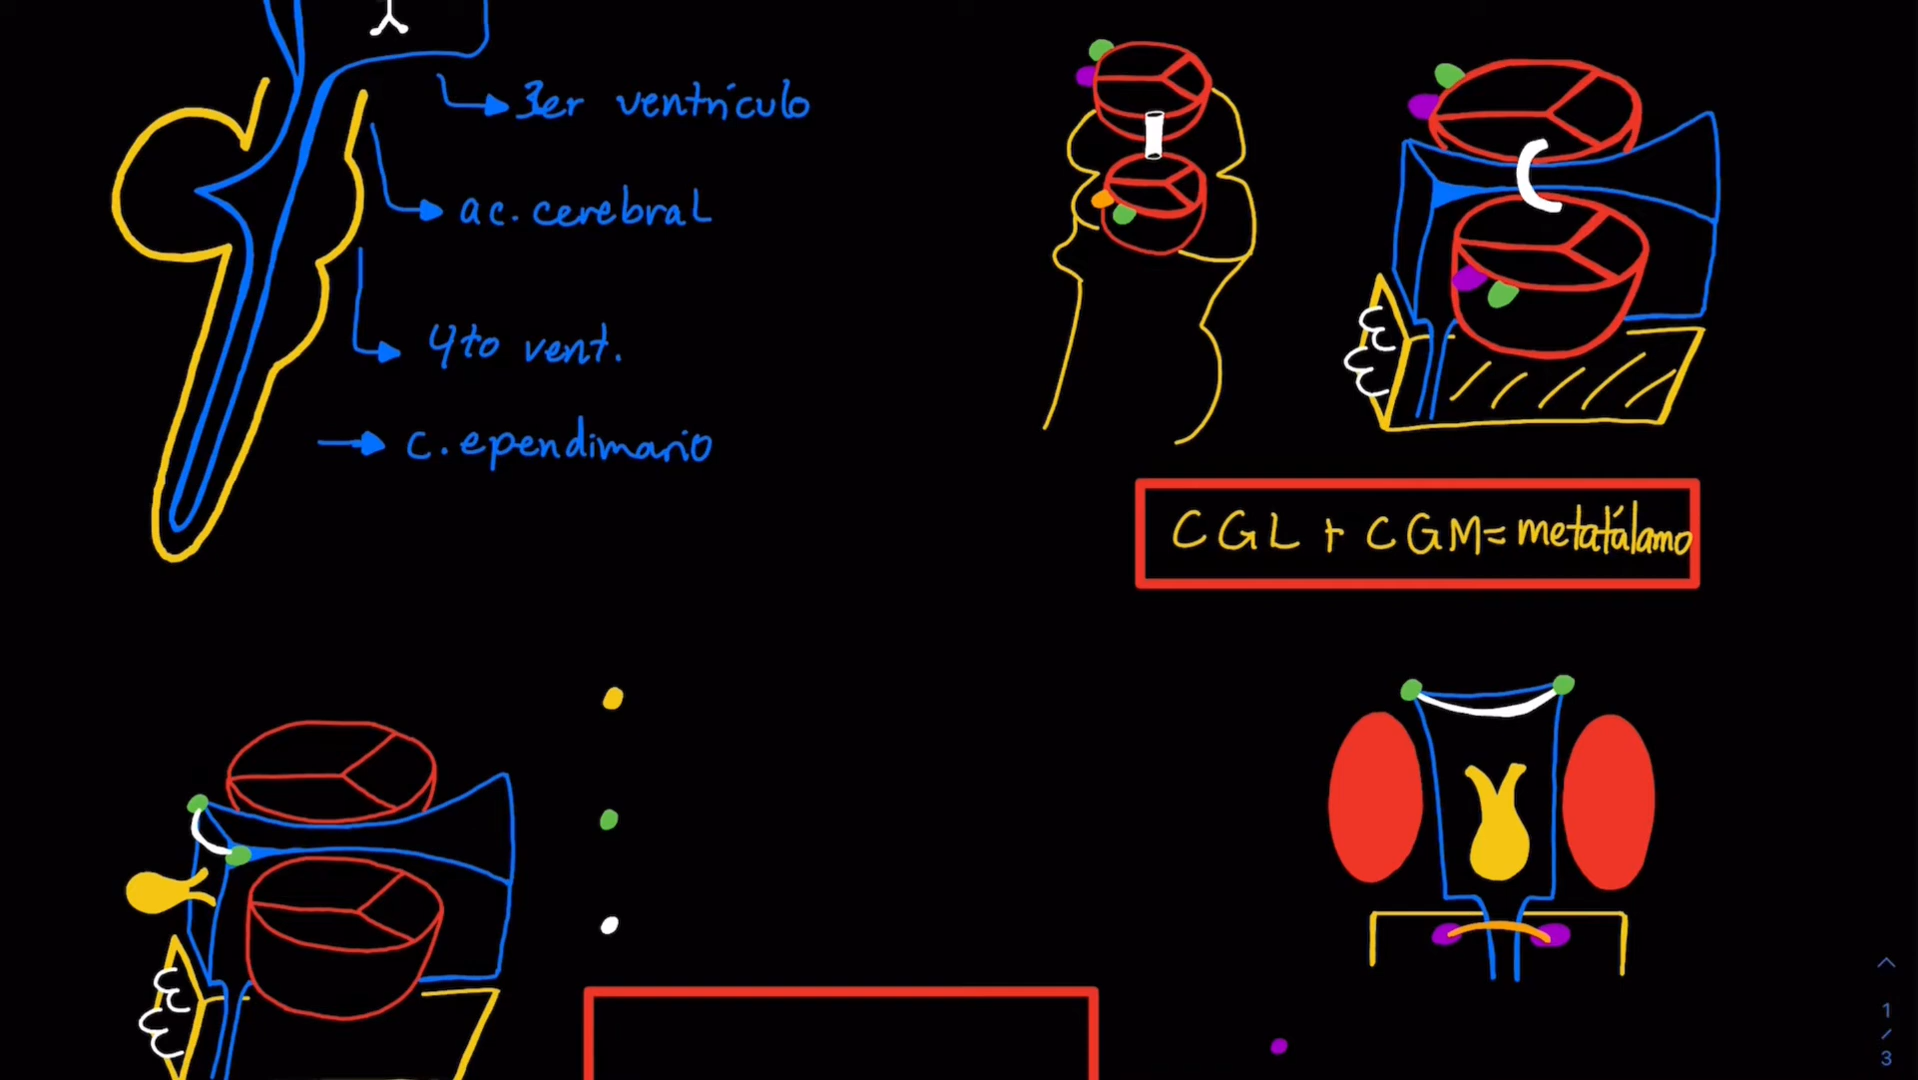 3er ventrículo
ac. cerebral
4to vent.
c. ependimario
CGL + CGM = metatálamo
1
/
3